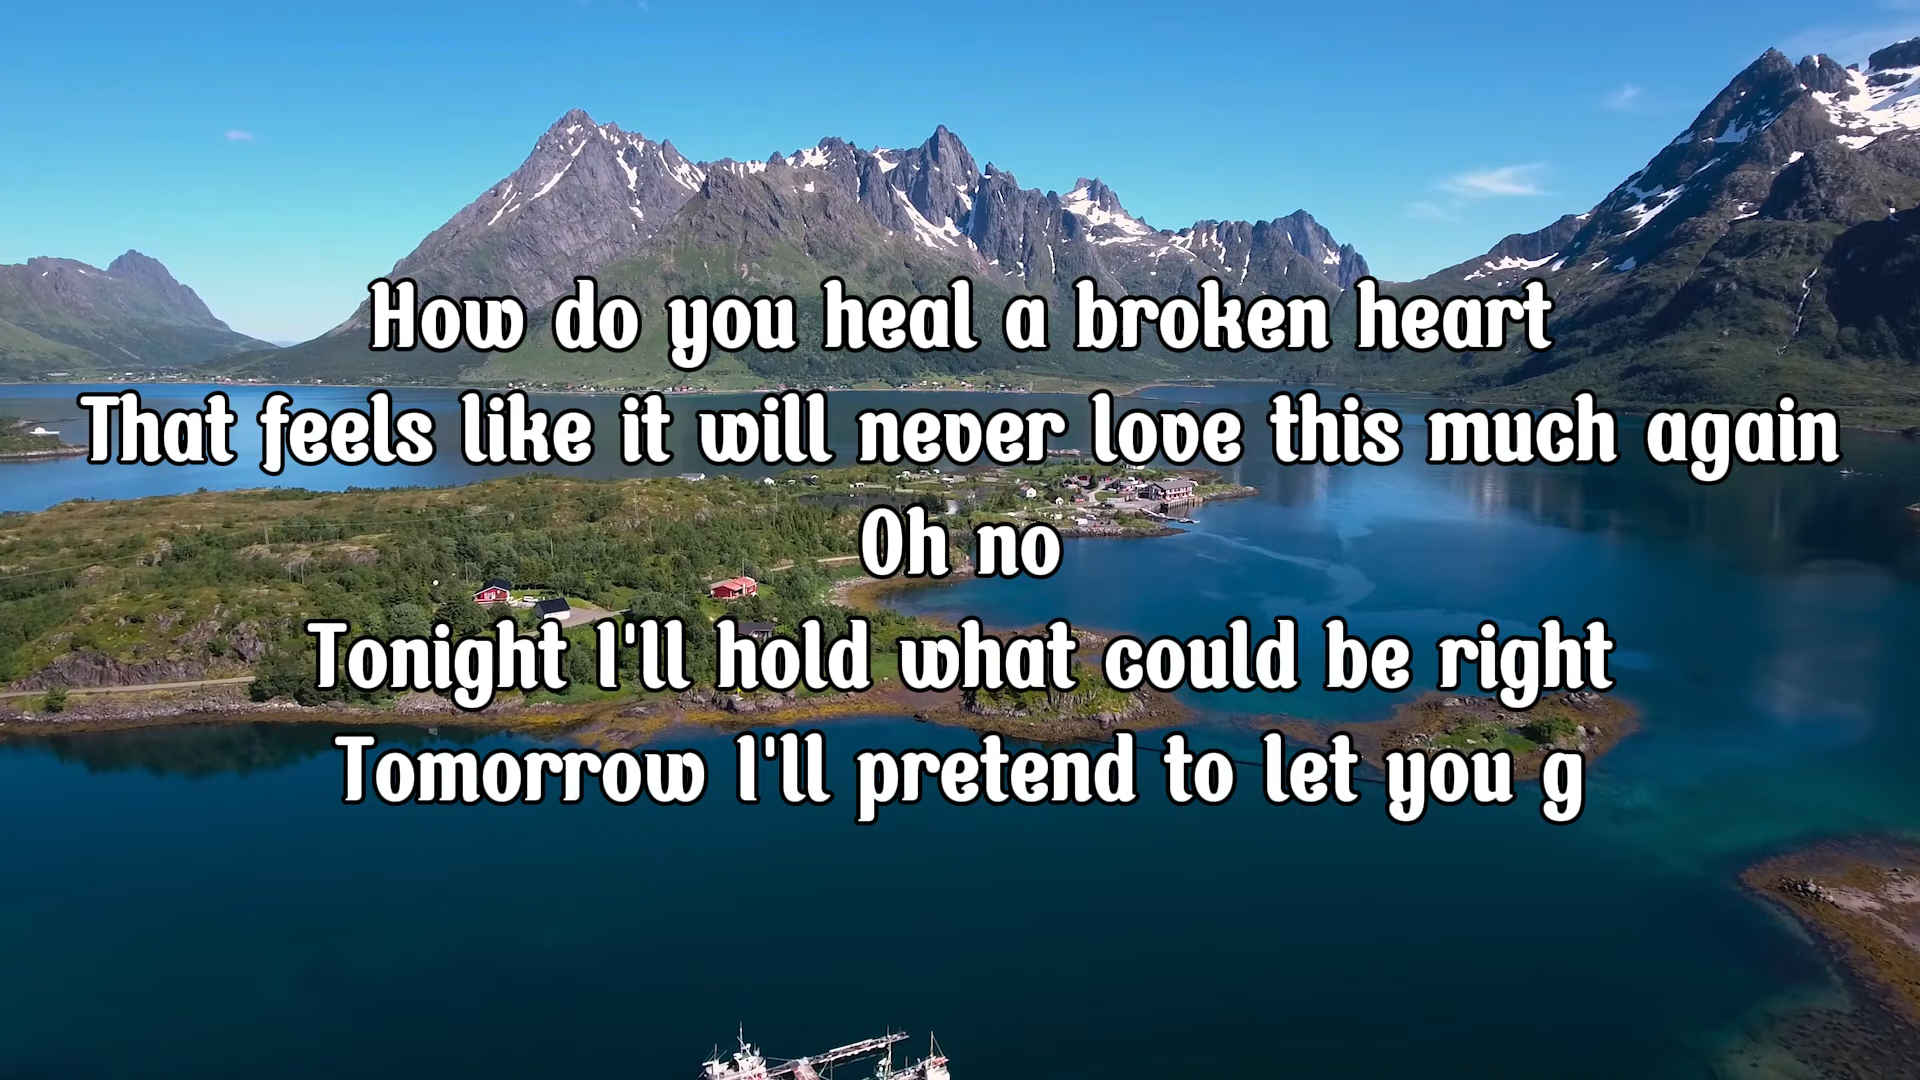 How do you heal a broken heart
That feels like it will never love this much again
Oh no
Tonight I'll hold what could be right
Tomorrow I'll pretend to let you g